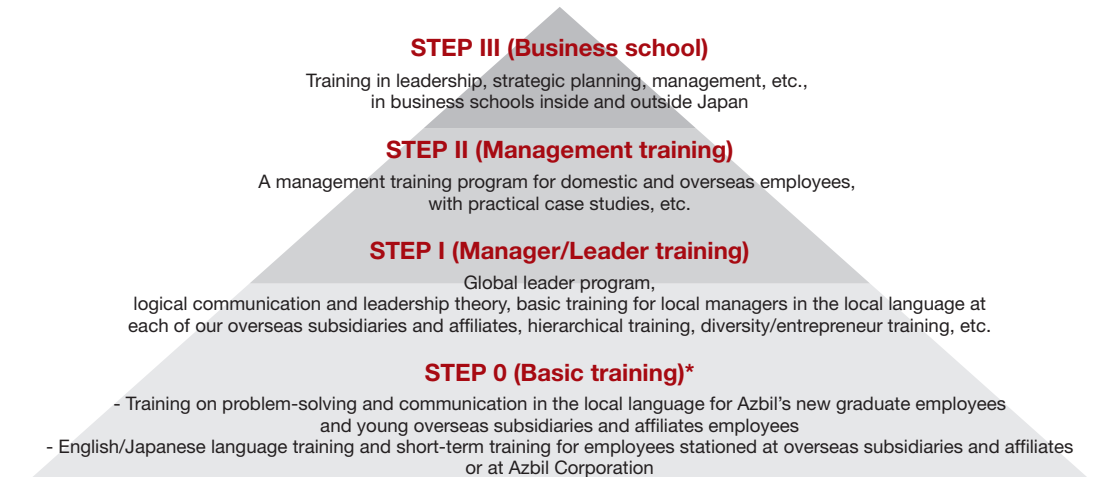 STEP III (Business school)
Training in leadership, strategic planning, management, etc.,
in business schools inside and outside Japan
STEP II (Management training)
A management training program for domestic and overseas employees,
with practical case studies, etc.
STEP I (Manager/Leader training)
Global leader program,
logical communication and leadership theory, basic training for local managers in the local language at
each of our overseas subsidiaries and affiliates, hierarchical training, diversity/entrepreneur training, etc.
STEP 0 (Basic training)*
- Training on problem-solving and communication in the local language for Azbil's new graduate employees
and young overseas subsidiaries and affiliates employees
- English/Japanese language training and short-term training for employees stationed at overseas subsidiaries and affiliates
or at Azbil Corporation